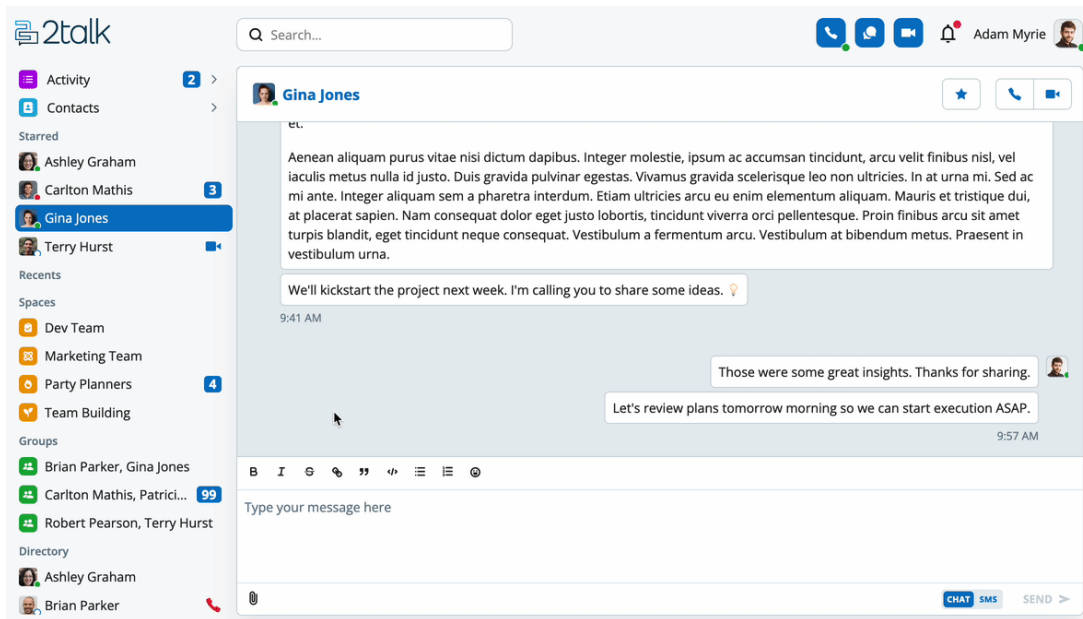 2talk
Search...
Adam Myrie
Activity 2
Contacts
Starred
Ashley Graham
Carlton Mathis 3
Gina Jones
Terry Hurst
Recents
Spaces
Dev Team
Marketing Team
Party Planners 4
Team Building
Groups
Brian Parker, Gina Jones
Carlton Mathis, Patrici... 99
Robert Pearson, Terry Hurst
Directory
Ashley Graham
Brian Parker
Gina Jones
et.
Aenean aliquam purus vitae nisi dictum dapibus. Integer molestie, ipsum ac accumsan tincidunt, arcu velit finibus nisl, vel
iaculis metus nulla id justo. Duis gravida pulvinar egestas. Vivamus gravida scelerisque leo non ultricies. In at urna mi. Sed ac
mi ante. Integer aliquam sem a pharetra interdum. Etiam ultricies arcu eu enim elementum aliquam. Mauris et tristique dui,
at placerat sapien. Nam consequat dolor eget justo lobortis, tincidunt viverra orci pellentesque. Proin finibus arcu sit amet
turpis blandit, eget tincidunt neque consequat. Vestibulum a fermentum arcu. Vestibulum at bibendum metus. Praesent in
vestibulum urna.
We'll kickstart the project next week. I'm calling you to share some ideas. 💡
9:41 AM
Those were some great insights. Thanks for sharing.
Let's review plans tomorrow morning so we can start execution ASAP.
9:57 AM
B I S
Type your message here
CHAT SMS SEND